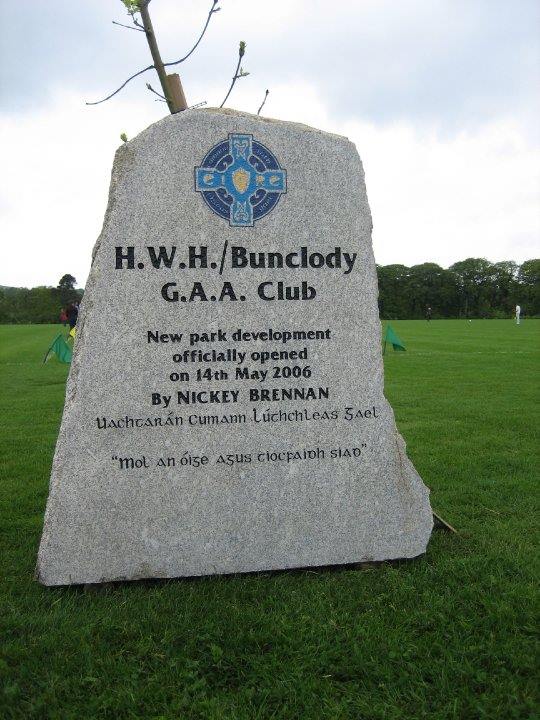 H.W.H./Bunclody
G.A.A. Club
New park development
officially opened
on 14th May 2006
By NICKEY BRENNAN
Uachtarán Cumann Lúthchleas Gael
"Mol an óige agus tiocfaidh siad"